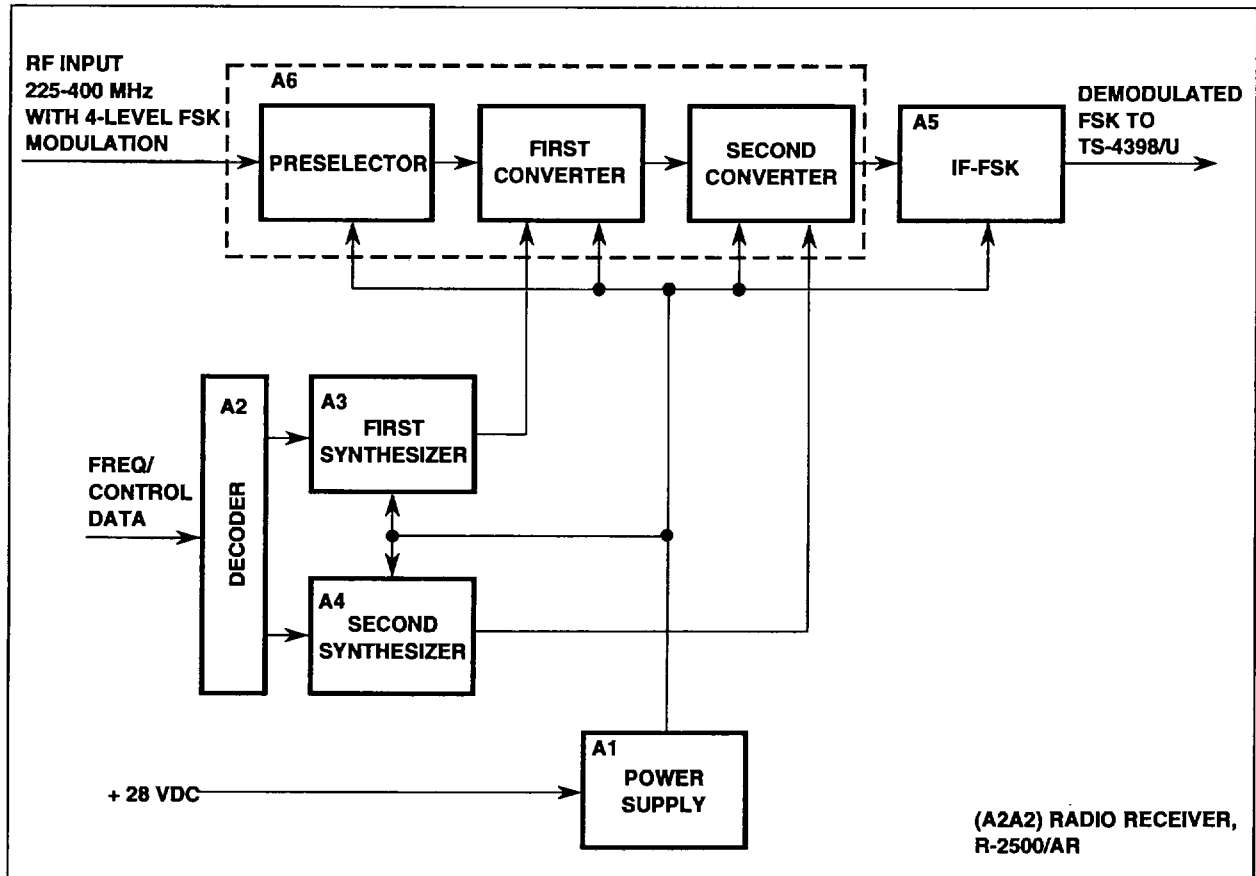 RF INPUT
225-400 MHz
WITH 4-LEVEL FSK
MODULATION
A6
PRESELECTOR
FIRST
CONVERTER
SECOND
CONVERTER
A5
IF-FSK
DEMODULATED
FSK TO
TS-4398/U
FREQ/
CONTROL
DATA
A2
DECODER
A3
FIRST
SYNTHESIZER
A4
SECOND
SYNTHESIZER
+ 28 VDC
A1
POWER
SUPPLY
(A2A2) RADIO RECEIVER,
R-2500/AR